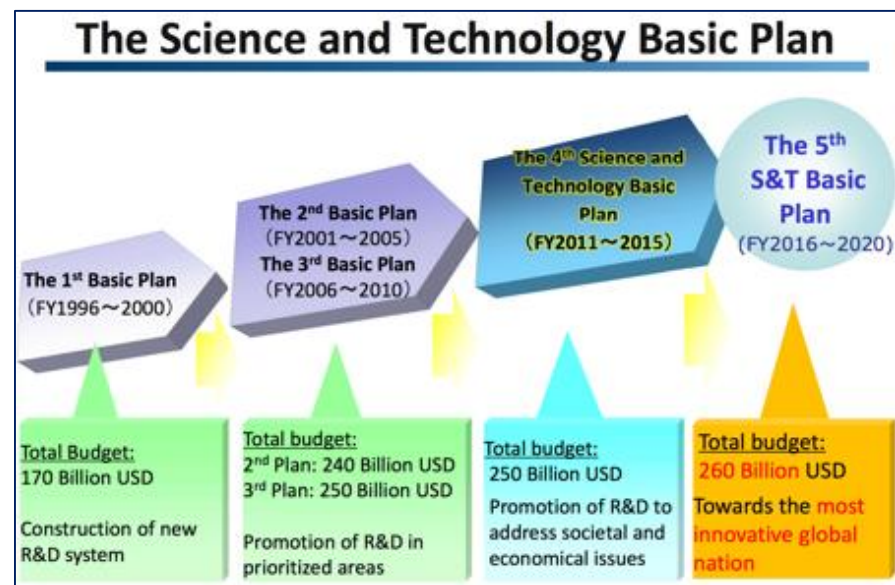 The Science and Technology Basic Plan
The 1st Basic Plan
(FY1996～2000)
The 2nd Basic Plan
(FY2001～2005)
The 3rd Basic Plan
(FY2006～2010)
The 4th Science and
Technology Basic
Plan
(FY2011～2015)
The 5th
S&T Basic
Plan
(FY2016～2020)
Total Budget:
170 Billion USD
Construction of new
R&D system
Total budget:
2nd Plan: 240 Billion USD
3rd Plan: 250 Billion USD
Promotion of R&D in
prioritized areas
Total budget:
250 Billion USD
Promotion of R&D to
address societal and
economical issues
Total budget:
260 Billion USD
Towards the most
innovative global
nation